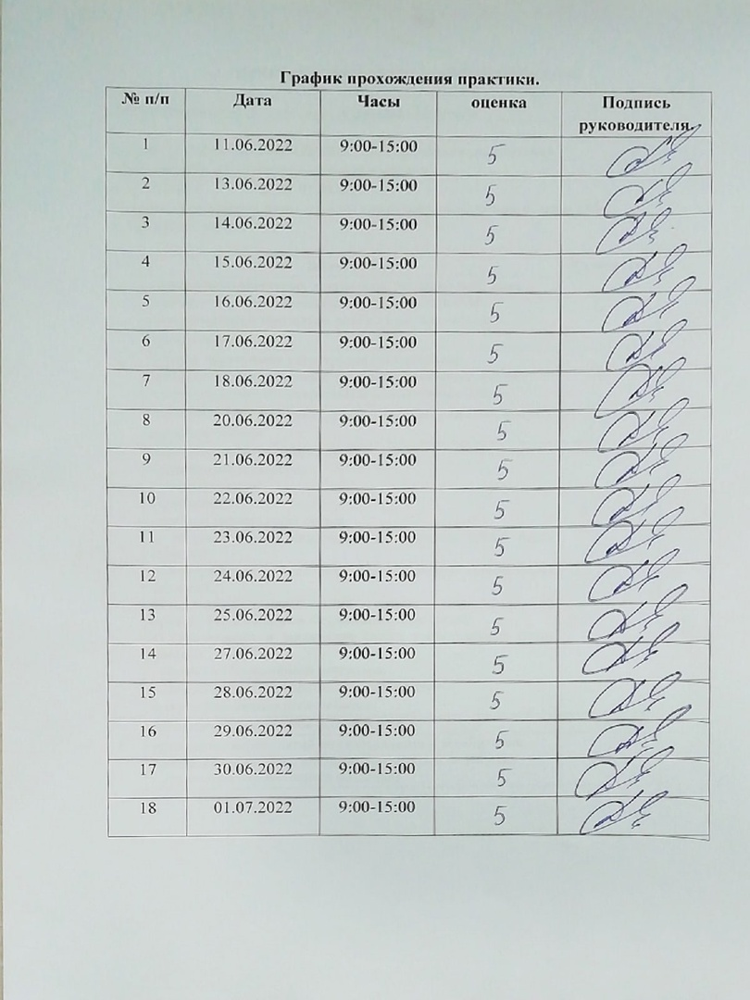 График прохождения практики.
№ п/п Дата Часы оценка Подпись
руководителя.
1 11.06.2022 9:00-15:00 5
2 13.06.2022 9:00-15:00 5
3 14.06.2022 9:00-15:00 5
4 15.06.2022 9:00-15:00 5
5 16.06.2022 9:00-15:00 5
6 17.06.2022 9:00-15:00 5
7 18.06.2022 9:00-15:00 5
8 20.06.2022 9:00-15:00 5
9 21.06.2022 9:00-15:00 5
10 22.06.2022 9:00-15:00 5
11 23.06.2022 9:00-15:00 5
12 24.06.2022 9:00-15:00 5
13 25.06.2022 9:00-15:00 5
14 27.06.2022 9:00-15:00 5
15 28.06.2022 9:00-15:00 5
16 29.06.2022 9:00-15:00 5
17 30.06.2022 9:00-15:00 5
18 01.07.2022 9:00-15:00 5